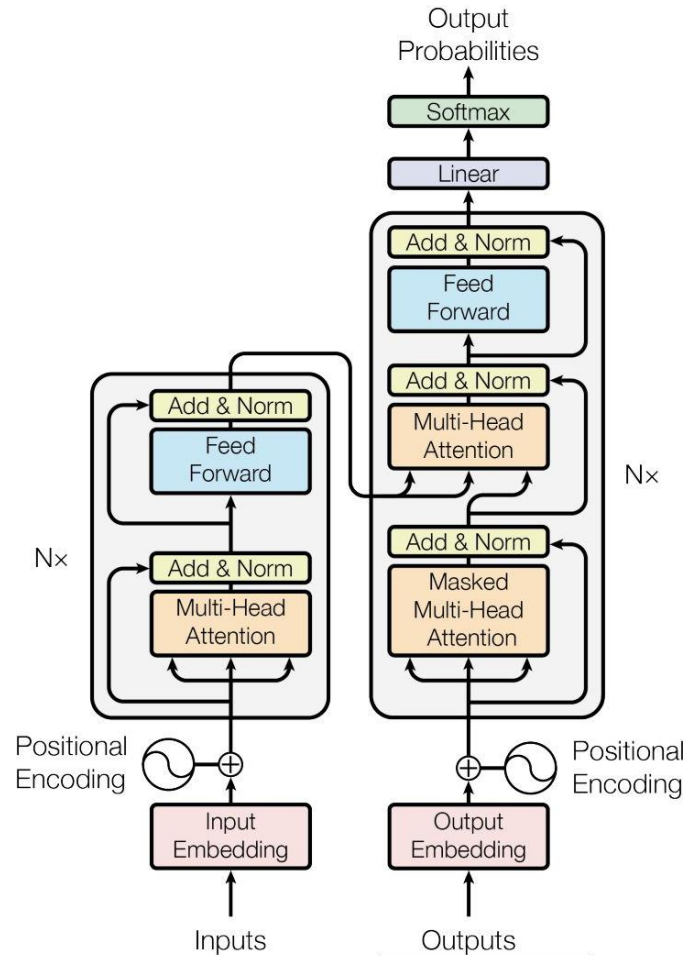 Output
Probabilities
Softmax
Linear
Add & Norm
Feed
Forward
Add & Norm
Multi-Head
Attention
Add & Norm
Masked
Multi-Head
Attention
Nx
Add & Norm
Feed
Forward
Add & Norm
Multi-Head
Attention
Nx
Positional
Encoding
Positional
Encoding
Input
Embedding
Output
Embedding
Inputs
Outputs